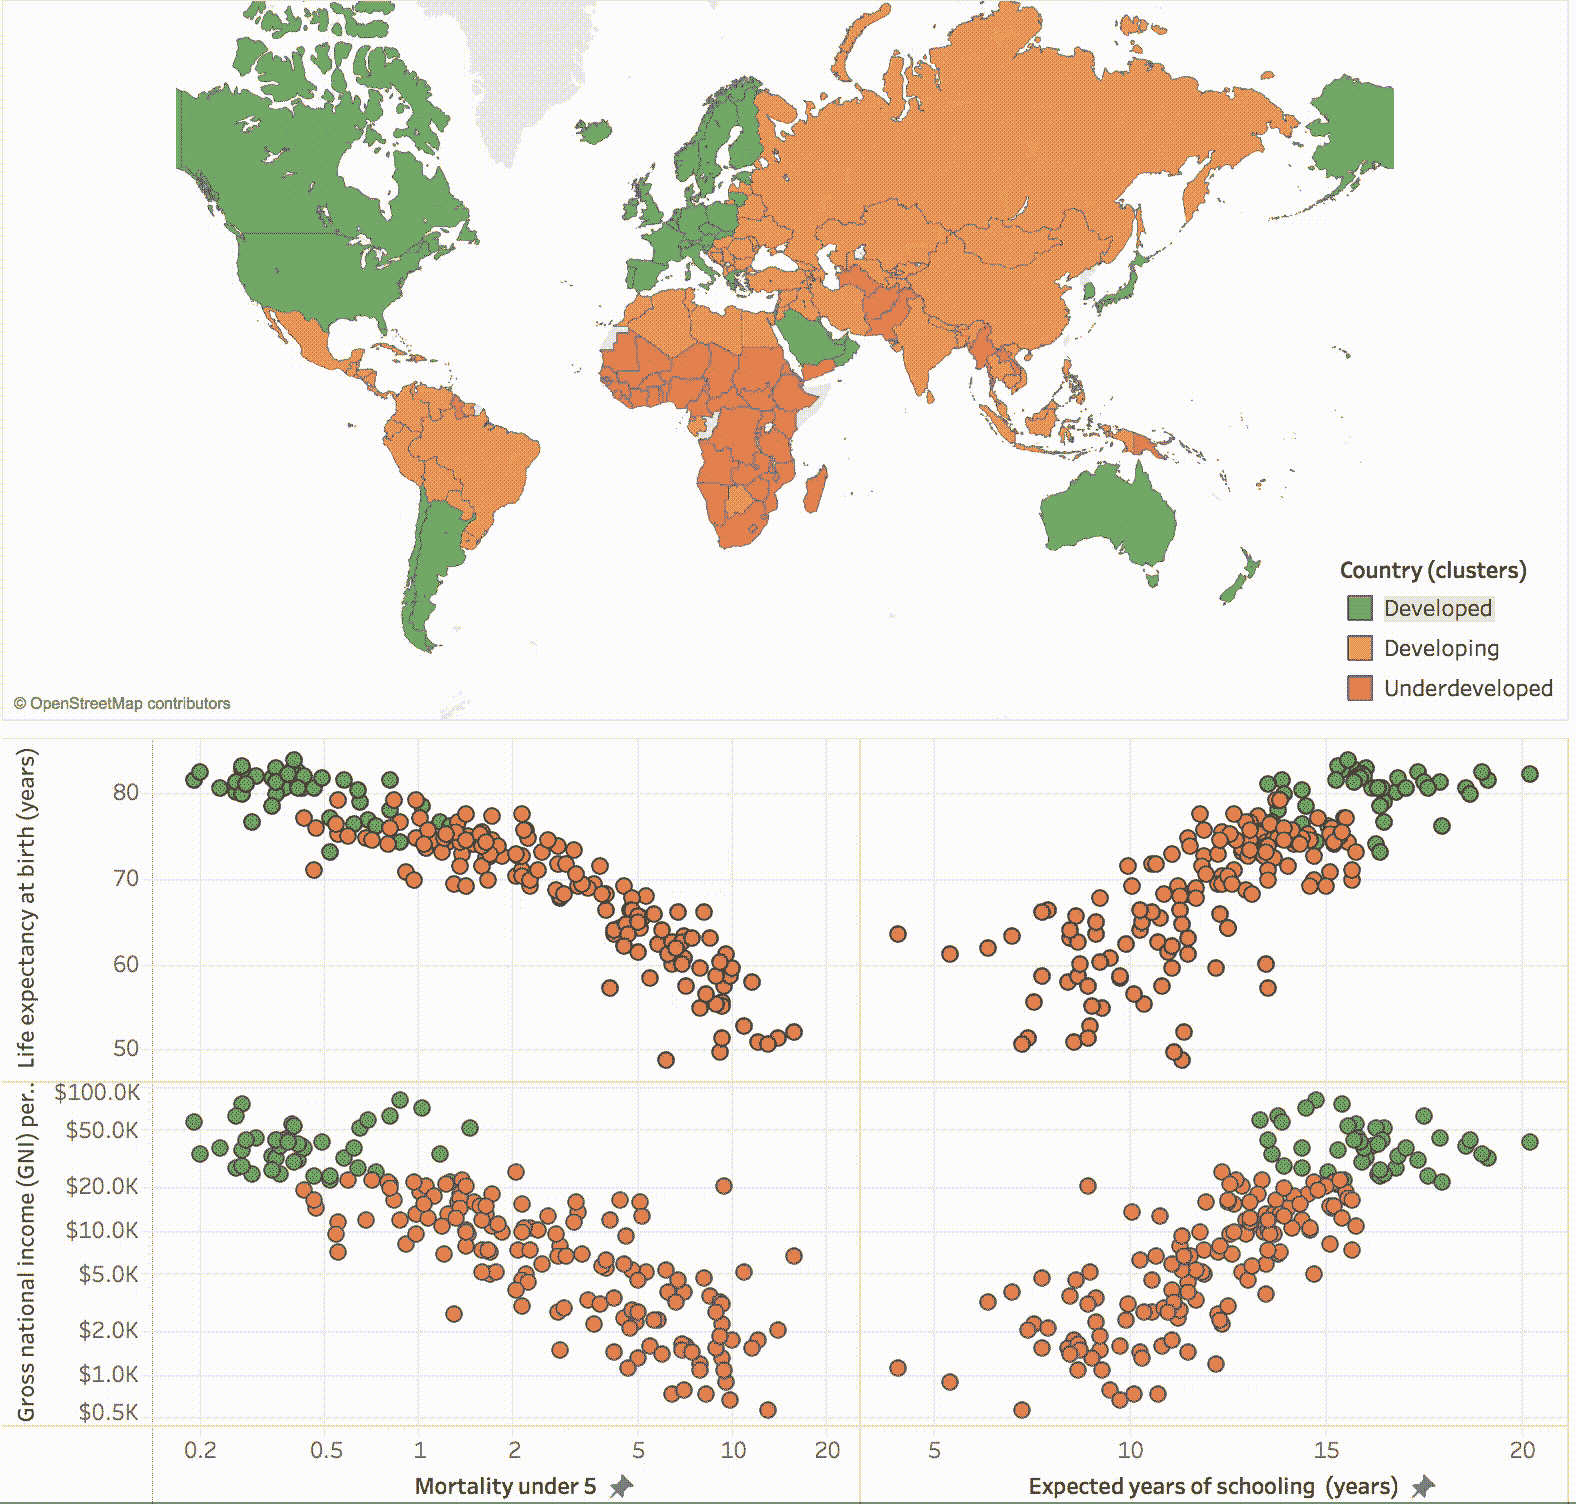 Country (clusters)
Developed
Developing
Underdeveloped
© OpenStreetMap contributors
Life expectancy at birth (years)
80
70
60
50
Gross national income (GNI) per..
$100.0K
$50.0K
$20.0K
$10.0K
$5.0K
$2.0K
$1.0K
$0.5K
0.2 0.5 1 2 5 10 20 5 10 15 20
Mortality under 5 Expected years of schooling (years)